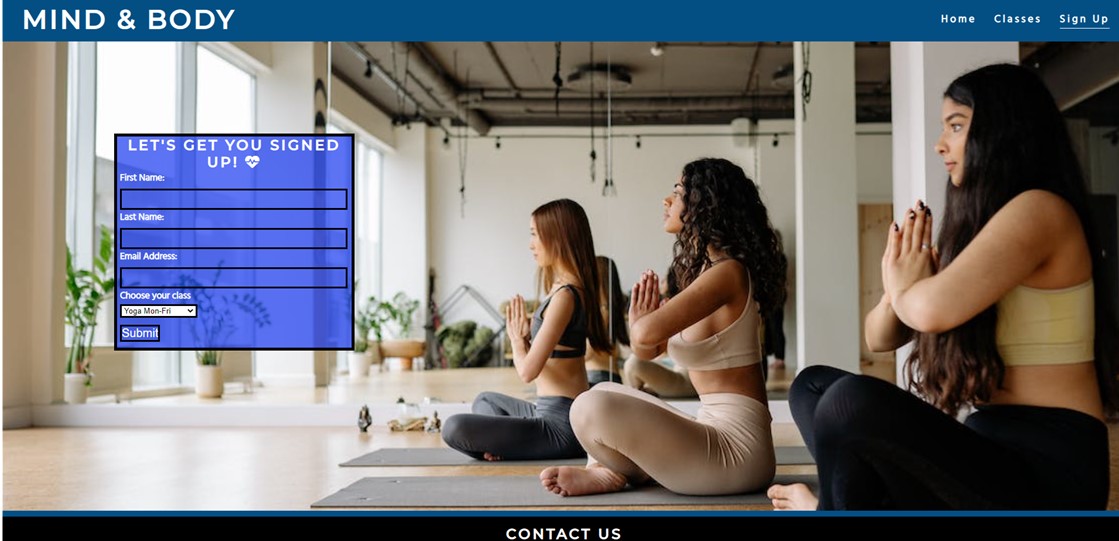 MIND & BODY
Home Classes Sign Up
LET'S GET YOU SIGNED
UP!
First Name:
Last Name:
Email Address:
Choose your class
Yoga Mon-Fri
Submit
CONTACT US